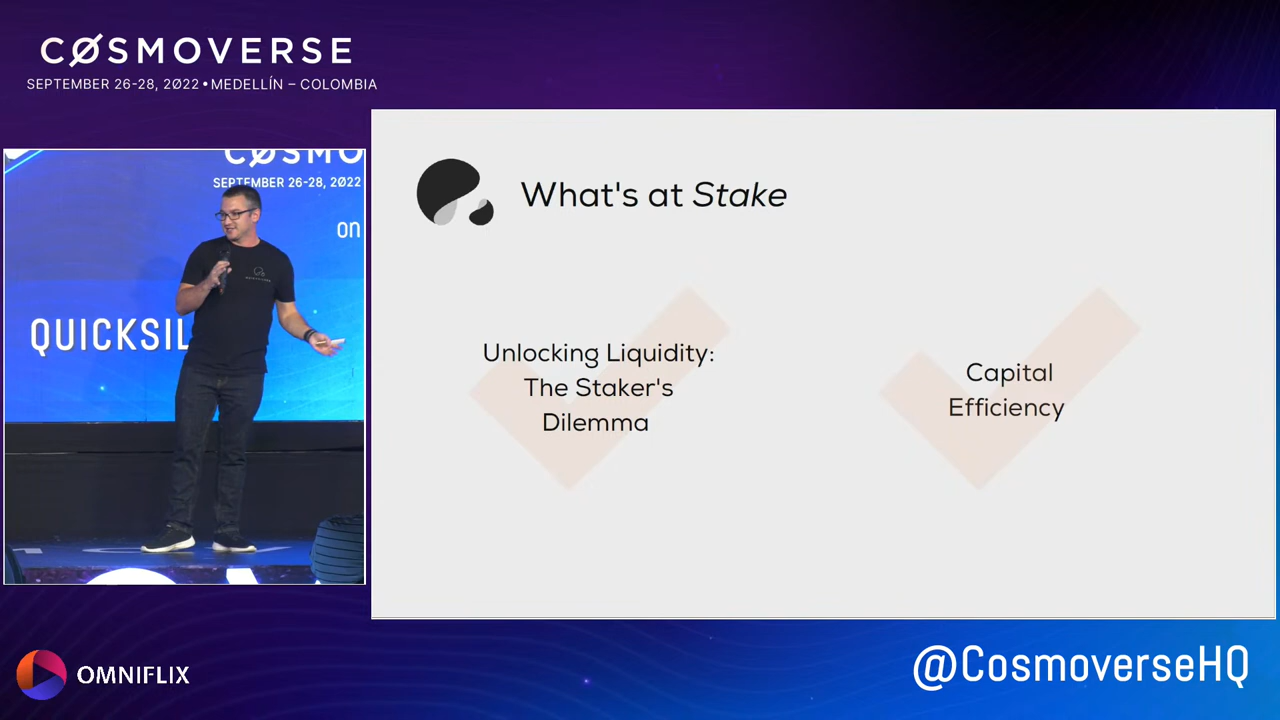 CØSMOVERSE
SEPTEMBER 26-28, 2022 • MEDELLÍN – COLOMBIA
SEPTEMBER 26-28, 2022
ON
QUICKSIL
What's at Stake
Unlocking Liquidity:
The Staker's
Dilemma
Capital
Efficiency
OMNIFLIX
@CosmoverseHQ